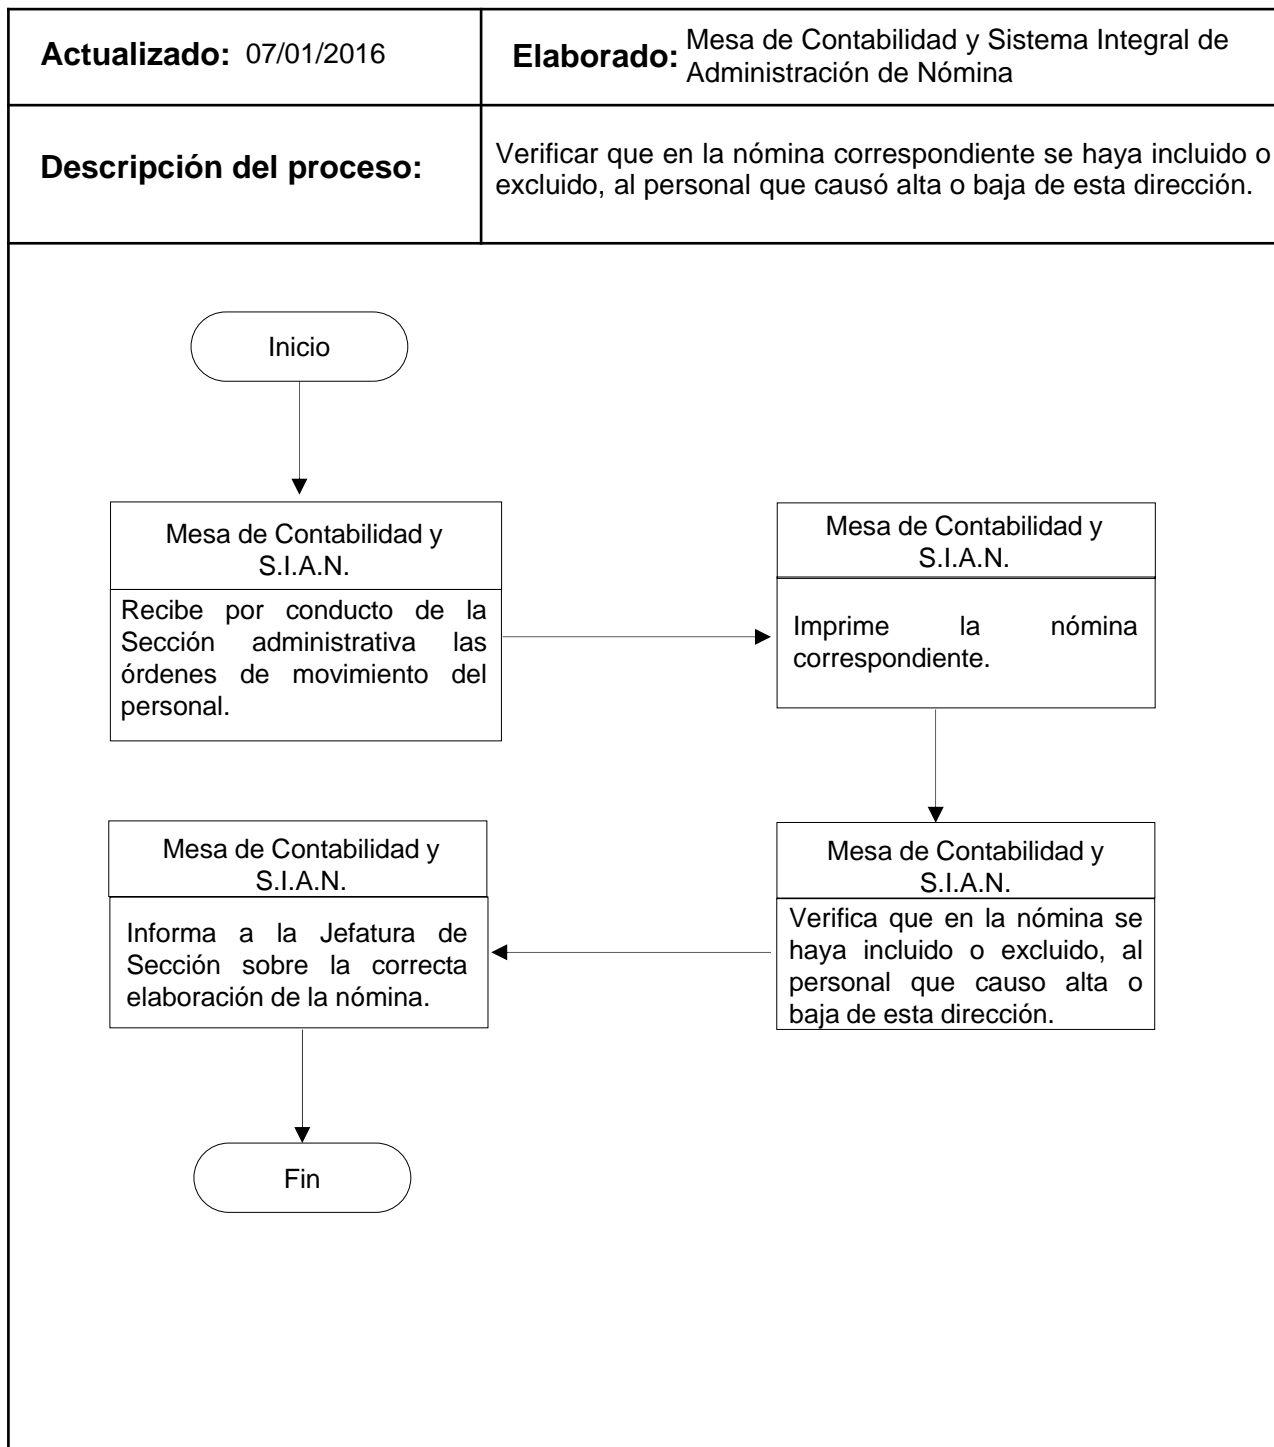 Actualizado: 07/01/2016
Elaborado: Mesa de Contabilidad y Sistema Integral de
Administración de Nómina
Descripción del proceso:
Verificar que en la nómina correspondiente se haya incluido o
excluido, al personal que causó alta o baja de esta dirección.
Inicio
Mesa de Contabilidad y
S.I.A.N.
Recibe por conducto de la
Sección administrativa las
órdenes de movimiento del
personal.
Mesa de Contabilidad y
S.I.A.N.
Imprime la nómina
correspondiente.
Mesa de Contabilidad y
S.I.A.N.
Verifica que en la nómina se
haya incluido o excluido, al
personal que causo alta o
baja de esta dirección.
Mesa de Contabilidad y
S.I.A.N.
Informa a la Jefatura de
Sección sobre la correcta
elaboración de la nómina.
Fin